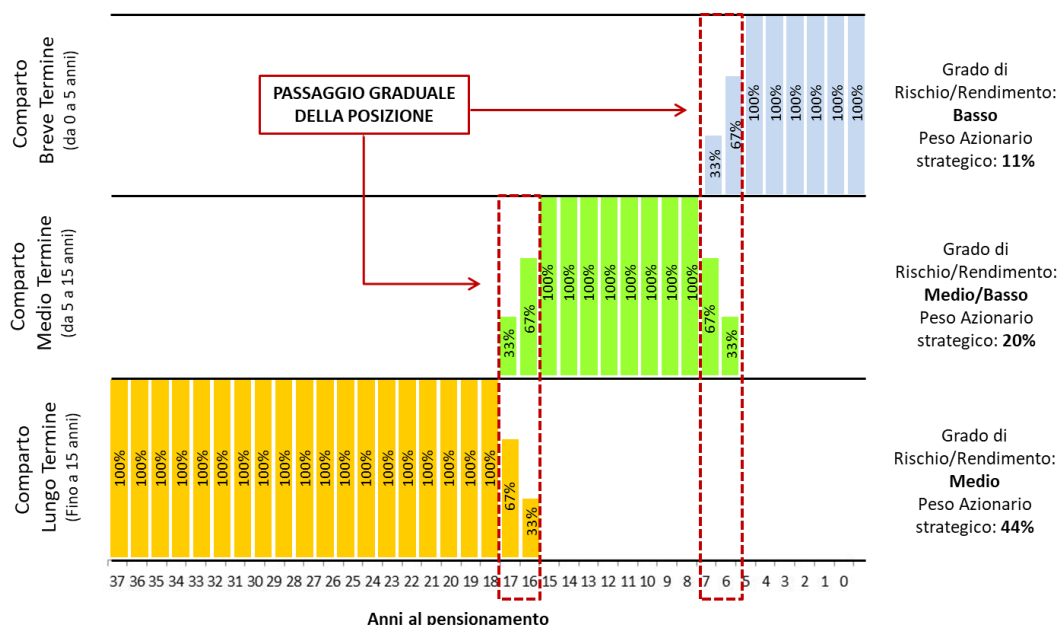 Comparto
Breve Termine
(da 0 a 5 anni)
PASSAGGIO GRADUALE
DELLA POSIZIONE
33% 67% 100% 100% 100% 100% 100% 100%
Grado di
Rischio/Rendimento:
Basso
Peso Azionario
strategico: 11%
Comparto
Medio Termine
(da 5 a 15 anni)
33% 67% 100% 100% 100% 100% 100% 100% 100% 100% 67% 33%
Grado di
Rischio/Rendimento:
Medio/Basso
Peso Azionario
strategico: 20%
Comparto
Lungo Termine
(Fino a 15 anni)
100% 100% 100% 100% 100% 100% 100% 100% 100% 100% 100% 100% 100% 100% 100% 100% 100% 100% 100% 67% 33%
Grado di
Rischio/Rendimento:
Medio
Peso Azionario
strategico: 44%
37 36 35 34 33 32 31 30 29 28 27 26 25 24 23 22 21 20 19 18 17 16 15 14 13 12 11 10 9 8 7 6 5 4 3 2 1 0
Anni al pensionamento